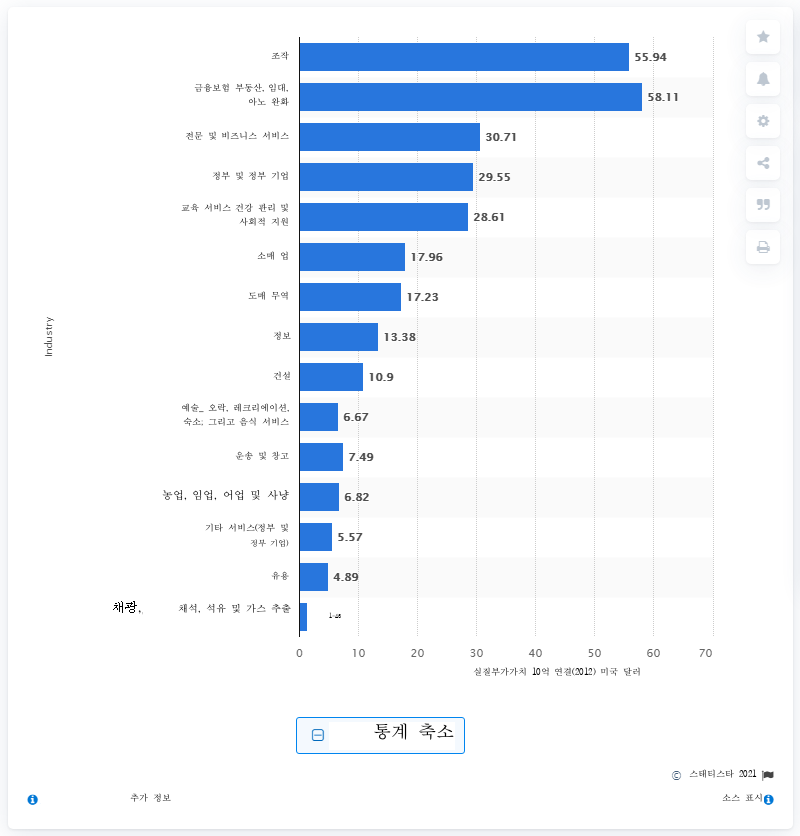 조작
55.94
금융보험 부동산, 임대,
아노 완화
58.11
전문 및 비즈니스 서비스
30.71
정부 및 정부 기업
29.55
교육 서비스 건강 관리 및
사회적 지원
28.61
소매 업
17.96
도매 무역
17.23
정보
13.38
건설
10.9
예술_ 오락, 레크리에이션,
숙소; 그리고 음식 서비스
6.67
운송 및 창고
7.49
농업, 임업, 어업 및 사냥
6.82
기타 서비스(정부 및
정부 기업)
5.57
유용
4.89
채광, 채석, 석유 및 가스 추출
Industry
0 10 20 30 40 50 60 70
실질부가가치 10억 연결(2012) 미국 달러
통계 축소
© 스태티스타 2021
추가 정보
소스 표시